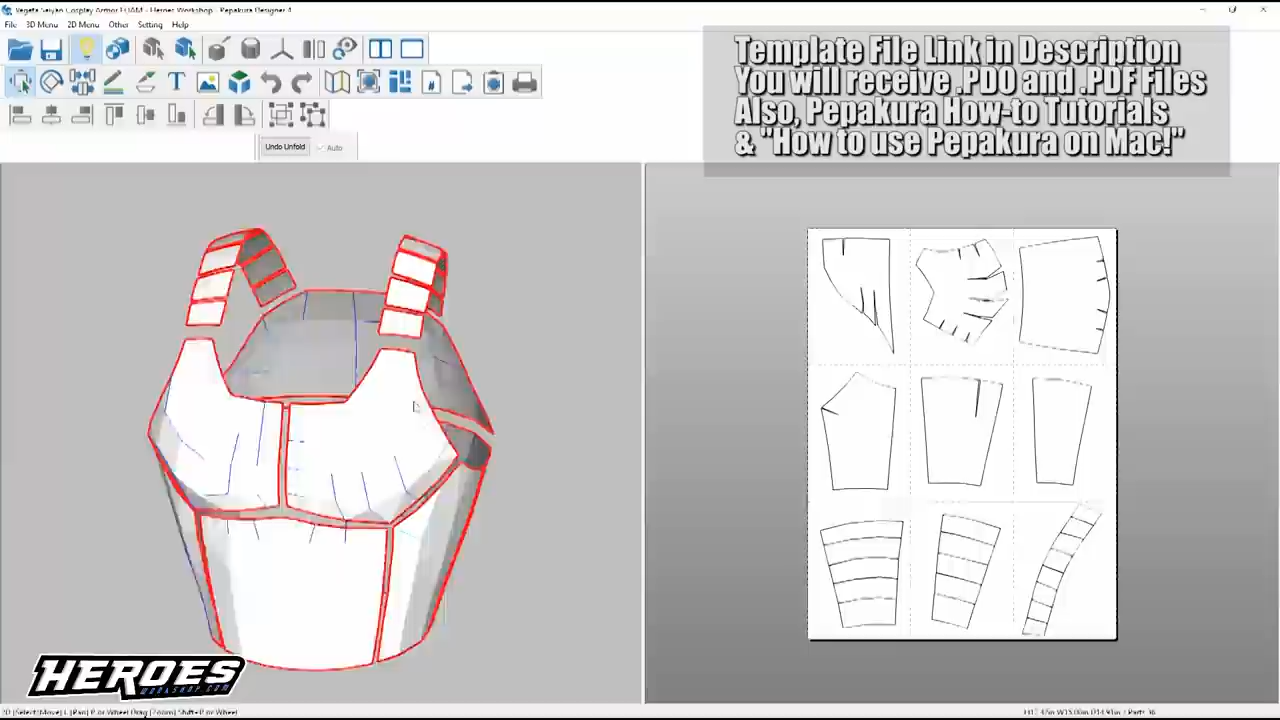 Vegeta Saiyan Cosplay Armor FOAM - Heroes Workshop - Pepakura Designer 4
File 3D Menu 2D Menu Other Setting Help
Template File Link in Description
You will receive .PDO and .PDF Files
Also, Pepakura How-to Tutorials
& "How to use Pepakura on Mac!"
Undo Unfold Auto
HEROES
WORKSHOP.COM